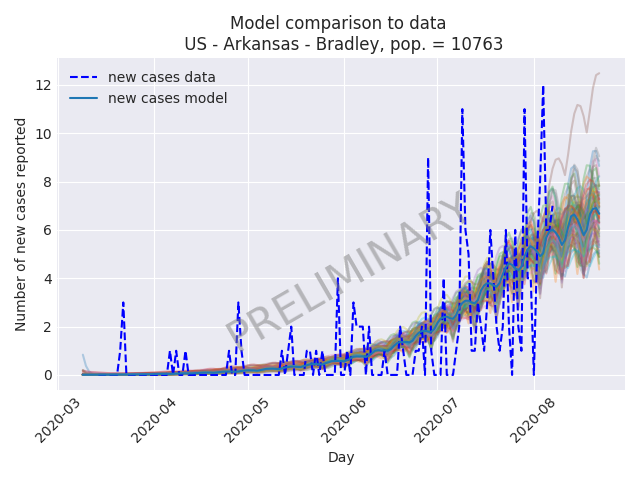 Model comparison to data
US - Arkansas - Bradley, pop. = 10763
new cases data
new cases model
Number of new cases reported
12
10
8
6
4
2
0
PRELIMINARY
2020-03
2020-04
2020-05
2020-06
2020-07
2020-08
Day